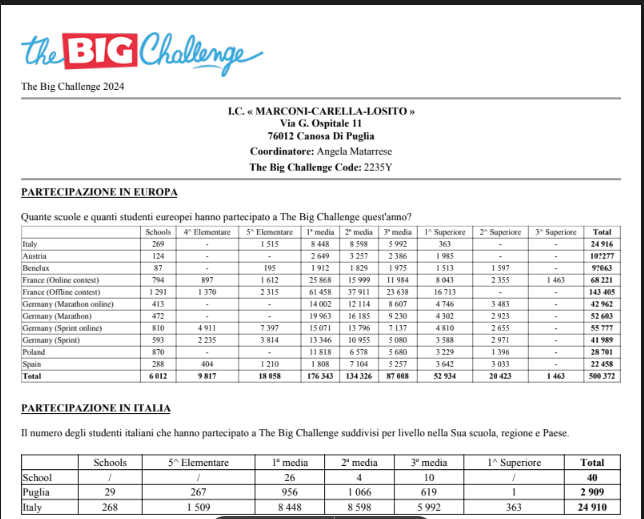 the BIG Challenge
The Big Challenge 2024
I.C. « MARCONI-CARELLA-LOSITO »
Via G. Ospitale 11
76012 Canosa Di Puglia
Coordinatore: Angela Matarrese
The Big Challenge Code: 2235Y
PARTECIPAZIONE IN EUROPA
Quante scuole e quanti studenti eureopei hanno partecipato a The Big Challenge quest'anno?
Schools 4^ Elementare 5^ Elementare 1ª media 2ª media 3ª media 1^ Superiore 2^ Superiore 3^ Superiore Total
Italy 269 - 1 515 8 448 8 598 5 992 363 - - 24 916
Austria 124 - - 2 649 3 257 2 386 1 985 - - 10?277
Benelux 87 - 195 1 912 1 829 1 975 1 513 1 597 - 9?063
France (Online contest) 794 897 1 612 25 868 15 999 11 984 8 043 2 355 1 463 68 221
France (Offline contest) 1 291 1 370 2 315 61 458 37 911 23 638 16 713 - - 143 405
Germany (Marathon online) 413 - - 14 002 12 114 8 607 4 746 3 483 - 42 962
Germany (Marathon) 472 - - 19 963 16 185 9 230 4 302 2 923 - 52 603
Germany (Sprint online) 810 4 911 7 397 15 071 13 796 7 137 4 810 2 655 - 55 777
Germany (Sprint) 593 2 235 3 814 13 346 10 955 5 080 3 588 2 971 - 41 989
Poland 870 - - 11 818 6 578 5 680 3 229 1 396 - 28 701
Spain 288 404 1 210 1 808 7 104 5 257 3 642 3 033 - 22 458
Total 6 012 9 817 18 058 176 343 134 326 87 008 52 934 20 423 1 463 500 372
PARTECIPAZIONE IN ITALIA
Il numero degli studenti italiani che hanno partecipato a The Big Challenge suddivisi per livello nella Sua scuola, regione e Paese.
Schools 5^ Elementare 1ª media 2ª media 3ª media 1^ Superiore Total
School / / 26 4 10 / 40
Puglia 29 267 956 1 066 619 1 2 909
Italy 268 1 509 8 448 8 598 5 992 363 24 910